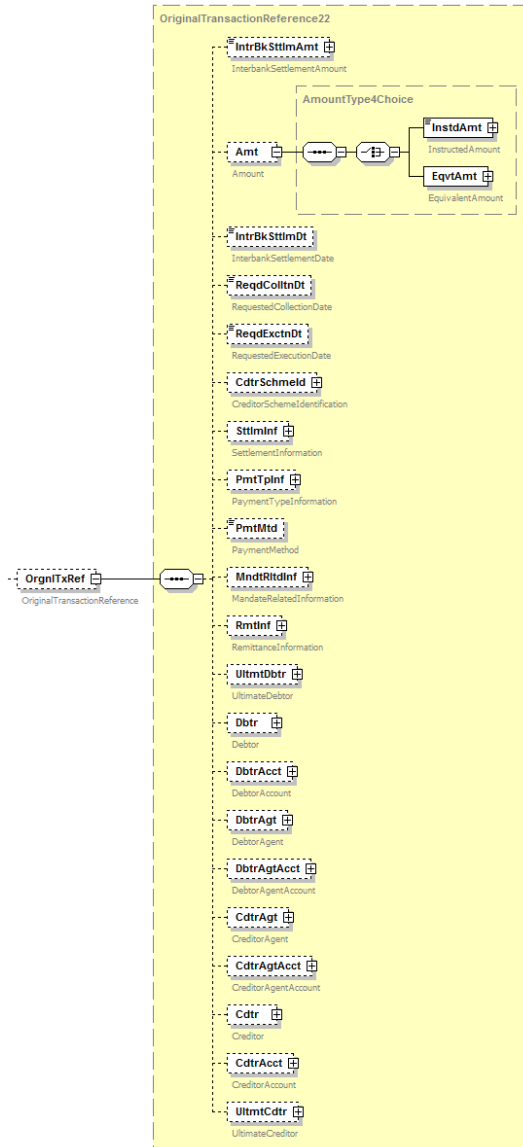 OriginalTransactionReference22
IntrBkSttlmAmt
InterbankSettlementAmount
AmountType4Choice
InstdAmt
InstructedAmount
Amt
Amount
EqvtAmt
EquivalentAmount
IntrBkSttlmDt
InterbankSettlementDate
ReqdColltnDt
RequestedCollectionDate
ReqdExctnDt
RequestedExecutionDate
CdtrSchmeId
CreditorSchemeIdentification
SttlmInf
SettlementInformation
PmtTpInf
PaymentTypeInformation
PmtMtd
PaymentMethod
OrgnlTxRef
OriginalTransactionReference
MndtRltdInf
MandateRelatedInformation
RmtInf
RemittanceInformation
UltmtDbtr
UltimateDebtor
Dbtr
Debtor
DbtrAcct
DebtorAccount
DbtrAgt
DebtorAgent
DbtrAgtAcct
DebtorAgentAccount
CdtrAgt
CreditorAgent
CdtrAgtAcct
CreditorAgentAccount
Cdtr
Creditor
CdtrAcct
CreditorAccount
UltmtCdtr
UltimateCreditor